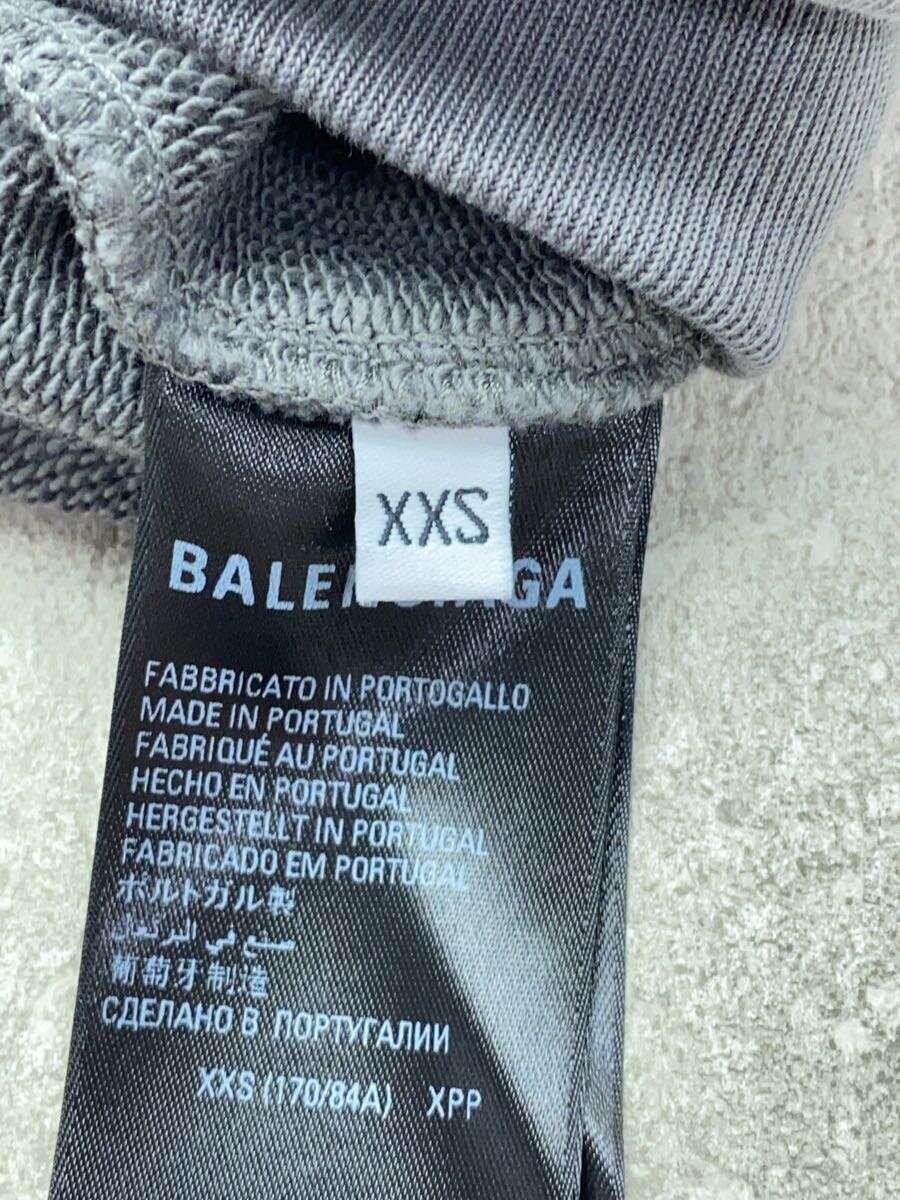 XXS
BALENCIAGA
FABBRICATO IN PORTOGALLO
MADE IN PORTUGAL
FABRIQUÉ AU PORTUGAL
HECHO EN PORTUGAL
HERGESTELLT IN PORTUGAL
FABRICADO EM PORTUGAL
ポルトガル製
صنع في البرتغال
葡萄牙制造
СДЕЛАНО В ПОРТУГАЛИИ
XXS (170/84A) XPP